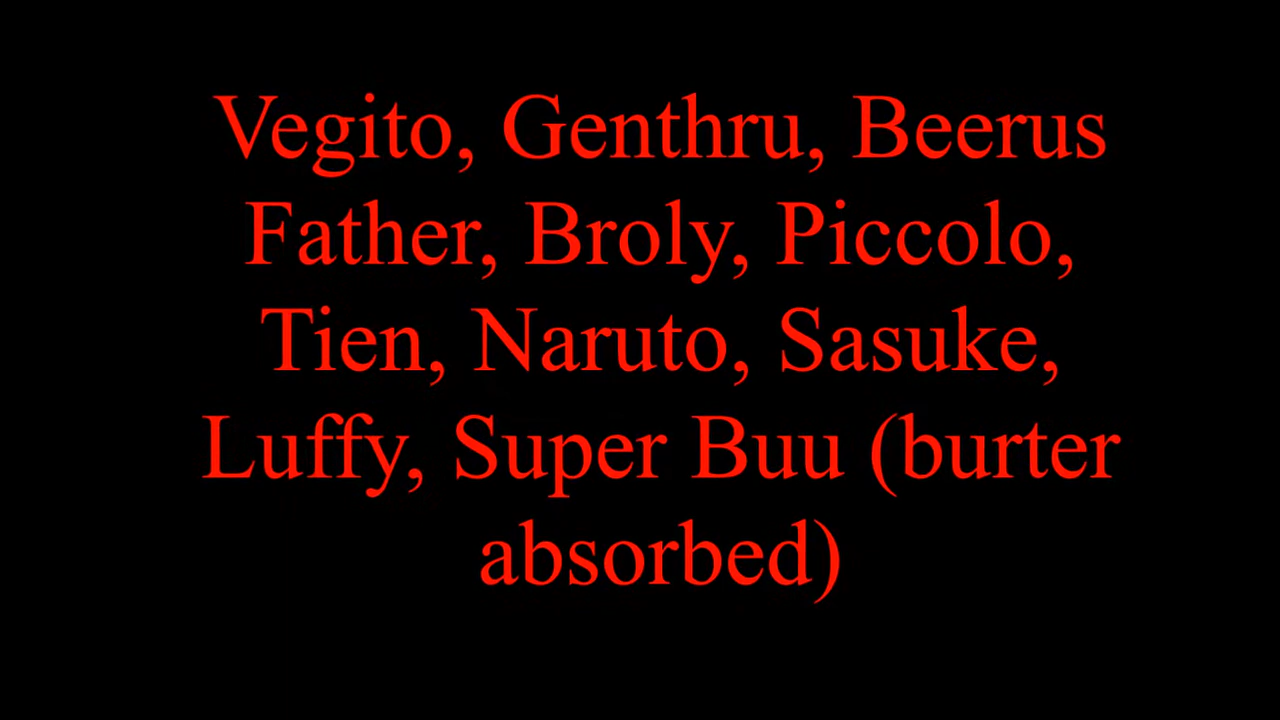 Vegito, Genthru, Beerus
Father, Broly, Piccolo,
Tien, Naruto, Sasuke,
Luffy, Super Buu (burter
absorbed)